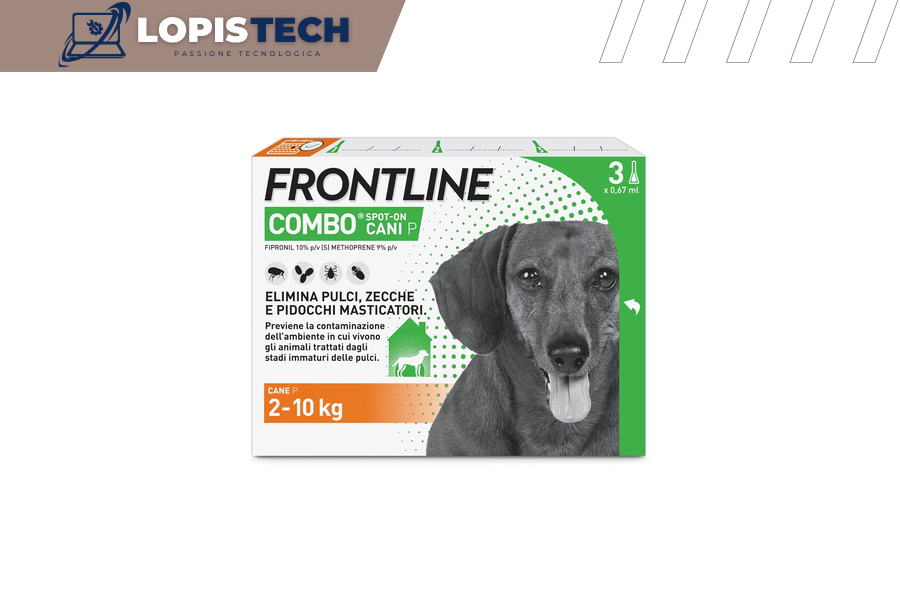 LOPISTECH
PASSIONE TECNOLOGICA
FRONTLINE
3
x 0,67 ml
COMBO® SPOT-ON
CANI P
FIPRONIL 10% p/v (S) METHOPRENE 9% p/v
ELIMINA PULCI, ZECCHE
E PIDOCCHI MASTICATORI.
Previene la contaminazione
dell'ambiente in cui vivono
gli animali trattati dagli
stadi immaturi delle pulci.
CANE P
2-10 kg